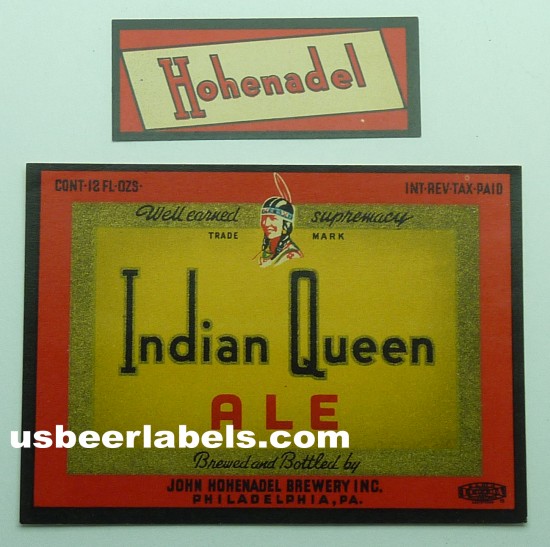 Hohenadel
CONT·12 FL·OZS· INT·REV·TAX·PAID
Well earned supremacy
TRADE MARK
Indian Queen
ALE
usbeerlabels.com
Brewed and Bottled by
JOHN HOHENADEL BREWERY INC.
PHILADELPHIA, PA.